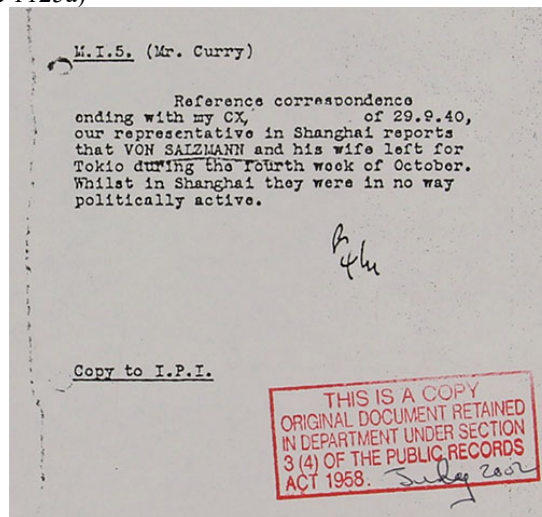 1123a)
M.I.5. (Mr. Curry)
Reference correspondence
ending with my CX, of 29.9.40,
our representative in Shanghai reports
that VON SALZMANN and his wife left for
Tokio during the fourth week of October.
Whilst in Shanghai they were in no way
politically active.
Copy to I.P.I.
THIS IS A COPY
ORIGINAL DOCUMENT RETAINED
IN DEPARTMENT UNDER SECTION
3 (4) OF THE PUBLIC RECORDS
ACT 1958. July 2002